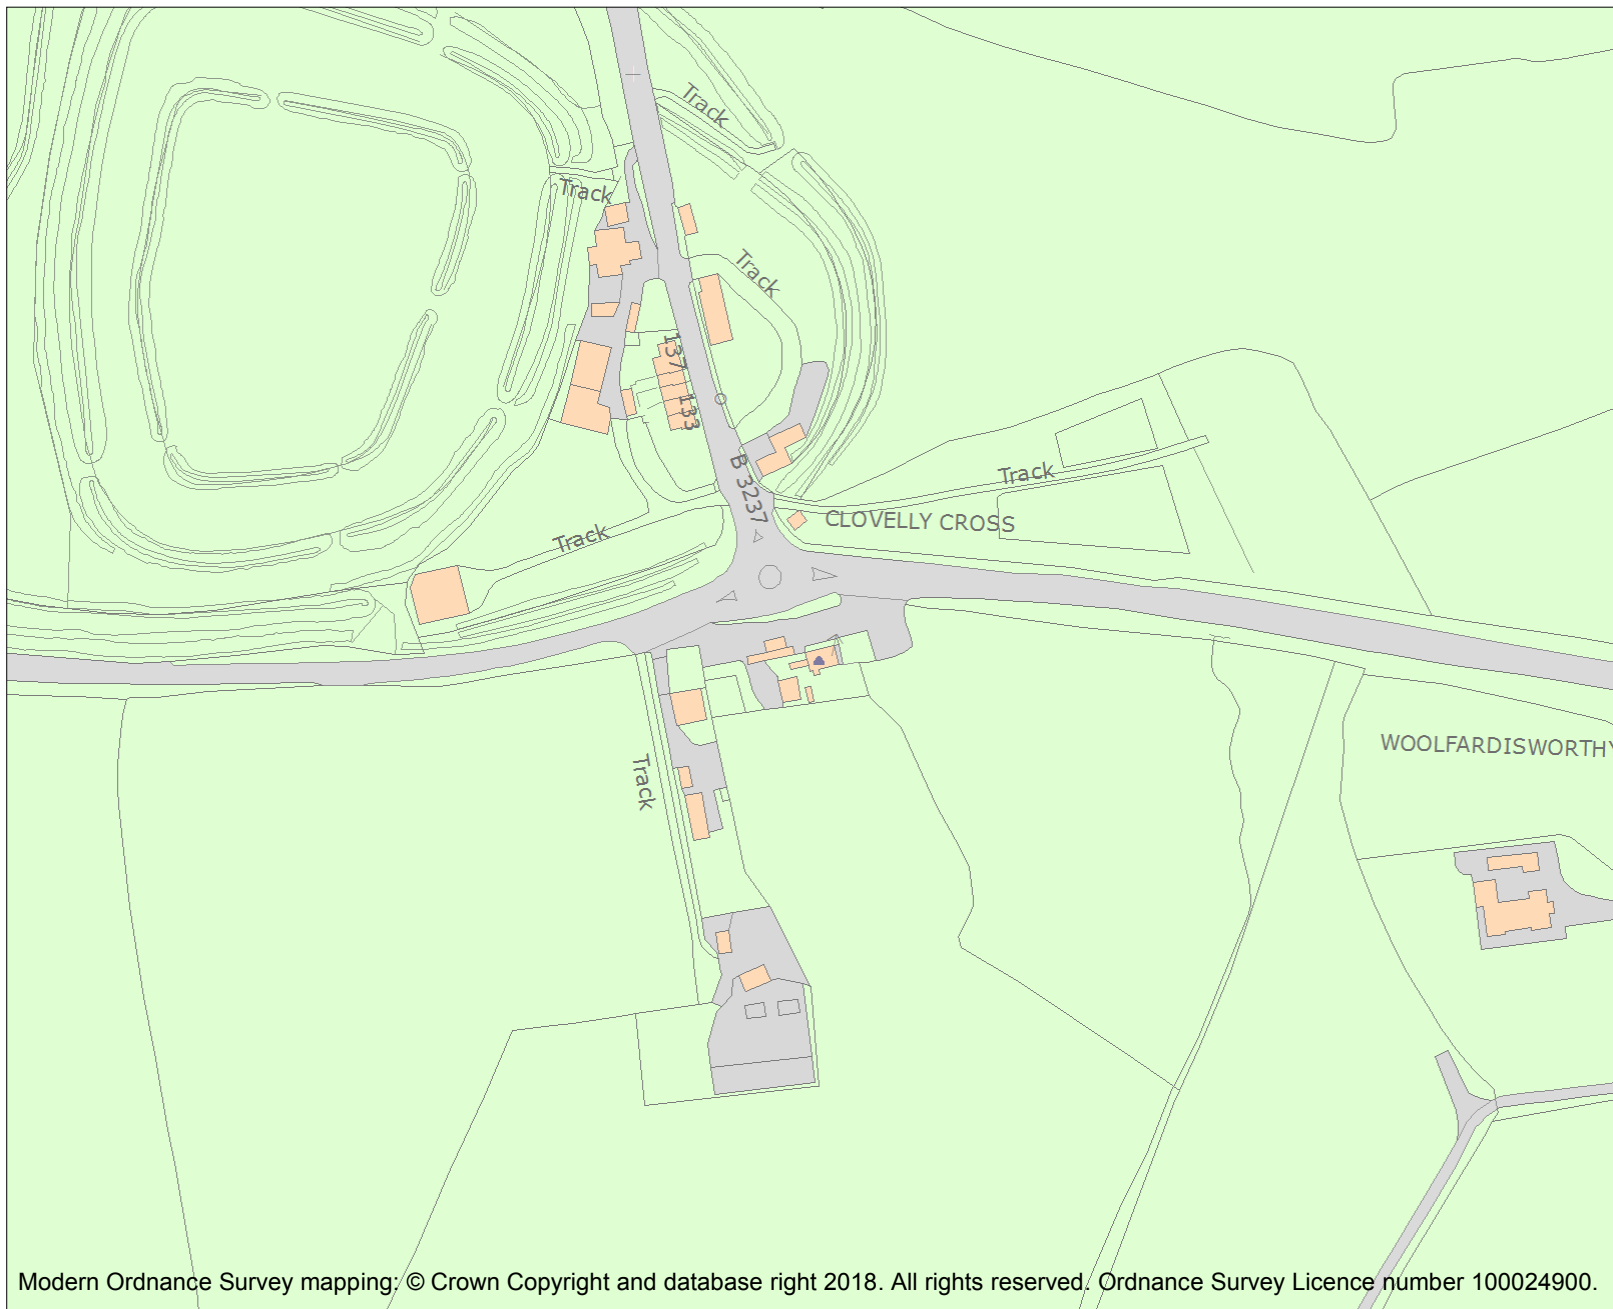 Track
Track
Track
137
133
B 3237
Track
CLOVELLY CROSS
Track
WOOLFARDISWORTHY
Track
Modern Ordnance Survey mapping: © Crown Copyright and database right 2018. All rights reserved. Ordnance Survey Licence number 100024900.